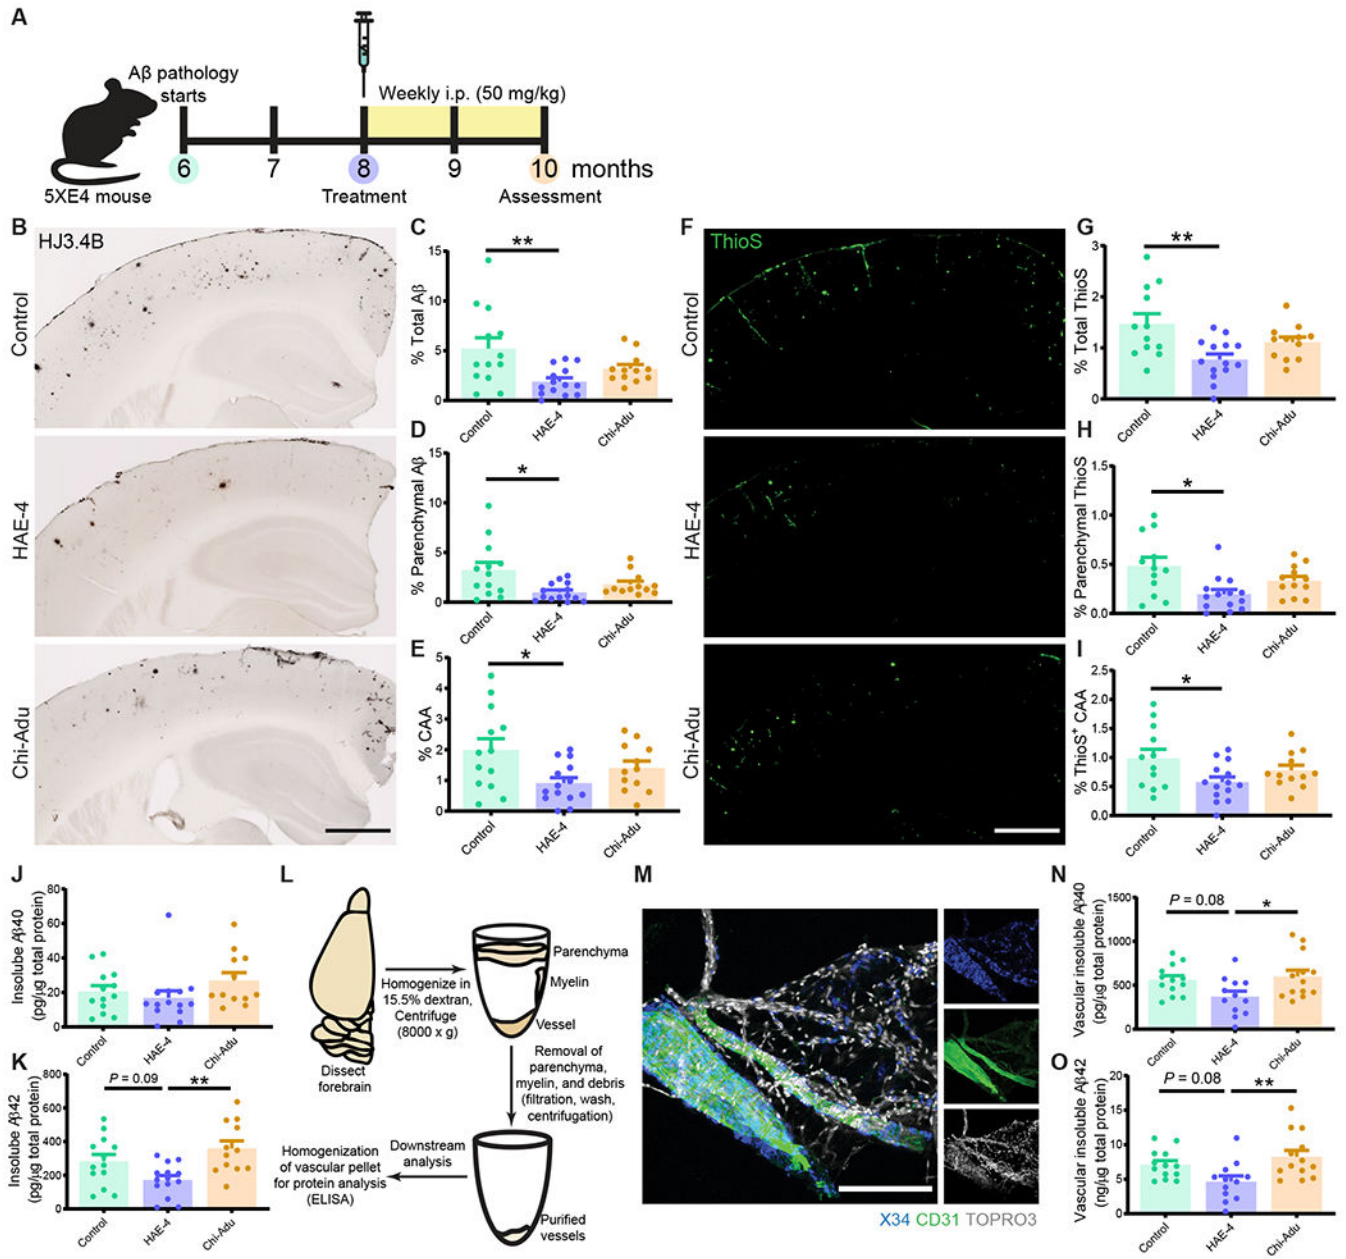 A
Aβ pathology
starts
Weekly i.p. (50 mg/kg)
6
7
8
9
10
months
5XE4 mouse
Treatment
Assessment
B
HJ3.4B
Control
HAE-4
Chi-Adu
C
% Total Aβ
15
10
5
0
**
Control
HAE-4
Chi-Adu
D
% Parenchymal Aβ
15
10
5
0
*
Control
HAE-4
Chi-Adu
E
% CAA
5
4
3
2
1
0
*
Control
HAE-4
Chi-Adu
F
ThioS
Control
HAE-4
Chi-Adu
G
% Total ThioS
3
2
1
0
**
Control
HAE-4
Chi-Adu
H
% Parenchymal ThioS
1.5
1.0
0.5
0.0
*
Control
HAE-4
Chi-Adu
I
% ThioS⁺ CAA
2.5
2.0
1.5
1.0
0.5
0.0
*
Control
HAE-4
Chi-Adu
J
Insolube Aβ40
(pg/µg total protein)
80
60
40
20
0
Control
HAE-4
Chi-Adu
K
Insolube Aβ42
(pg/µg total protein)
800
600
400
200
0
P = 0.09
**
Control
HAE-4
Chi-Adu
L
Dissect
forebrain
Homogenize in
15.5% dextran,
Centrifuge
(8000 x g)
Parenchyma
Myelin
Vessel
Removal of
parenchyma,
myelin, and debris
(filtration, wash,
centrifugation)
Downstream
analysis
Homogenization
of vascular pellet
for protein analysis
(ELISA)
Purified
vessels
M
X34 CD31 TOPRO3
N
Vascular insoluble Aβ40
(pg/µg total protein)
1500
1000
500
0
P = 0.08
*
Control
HAE-4
Chi-Adu
O
Vascular insoluble Aβ42
(ng/µg total protein)
20
15
10
5
0
P = 0.08
**
Control
HAE-4
Chi-Adu